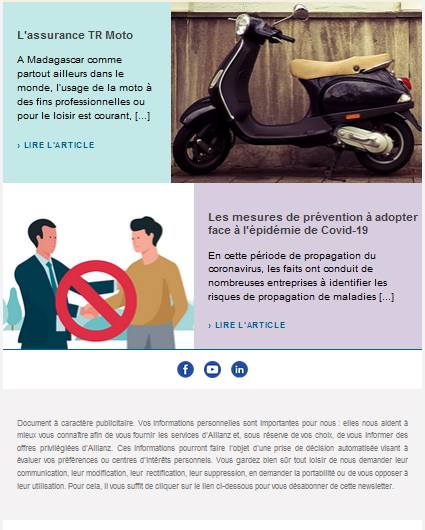 L'assurance TR Moto
A Madagascar comme
partout ailleurs dans le
monde, l'usage de la moto à
des fins professionnelles ou
pour le loisir est courant, [...]
› LIRE L'ARTICLE
Les mesures de prévention à adopter
face à l'épidémie de Covid-19
En cette période de propagation du
coronavirus, les faits ont conduit de
nombreuses entreprises à identifier les
risques de propagation de maladies [...]
› LIRE L'ARTICLE
Document à caractère publicitaire. Vos informations personnelles sont importantes pour nous : elles nous aident à
mieux vous connaître afin de vous fournir les services d'Allianz et, sous réserve de vos choix, de vous informer des
offres privilégiées d'Allianz. Ces informations pourront faire l'objet d'une prise de décision automatisée visant à
évaluer vos préférences ou centres d'intérêts personnels. Vous gardez bien sûr tout loisir de nous demander leur
communication, leur modification, leur rectification, leur suppression, en demander la portabilité ou de vous opposer à
leur utilisation. Pour cela, il vous suffit de cliquer sur le lien ci-dessous pour vous désabonner de cette newsletter.